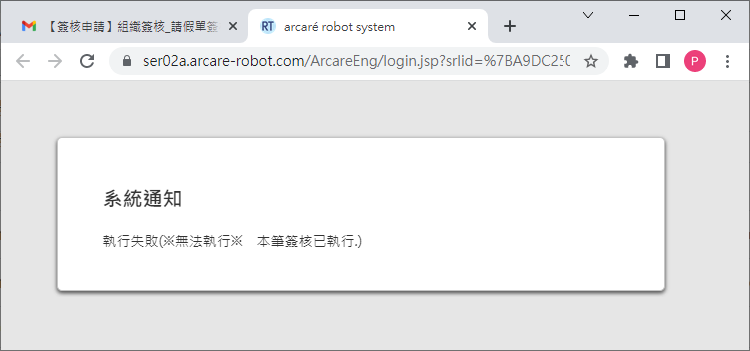 【簽核申請】組織簽核_請假單簽
RT arcaré robot system
ser02a.arcare-robot.com/ArcareEng/login.jsp?srlid=%7BA9DC250
P
系統通知
執行失敗(※無法執行※　本筆簽核已執行.)